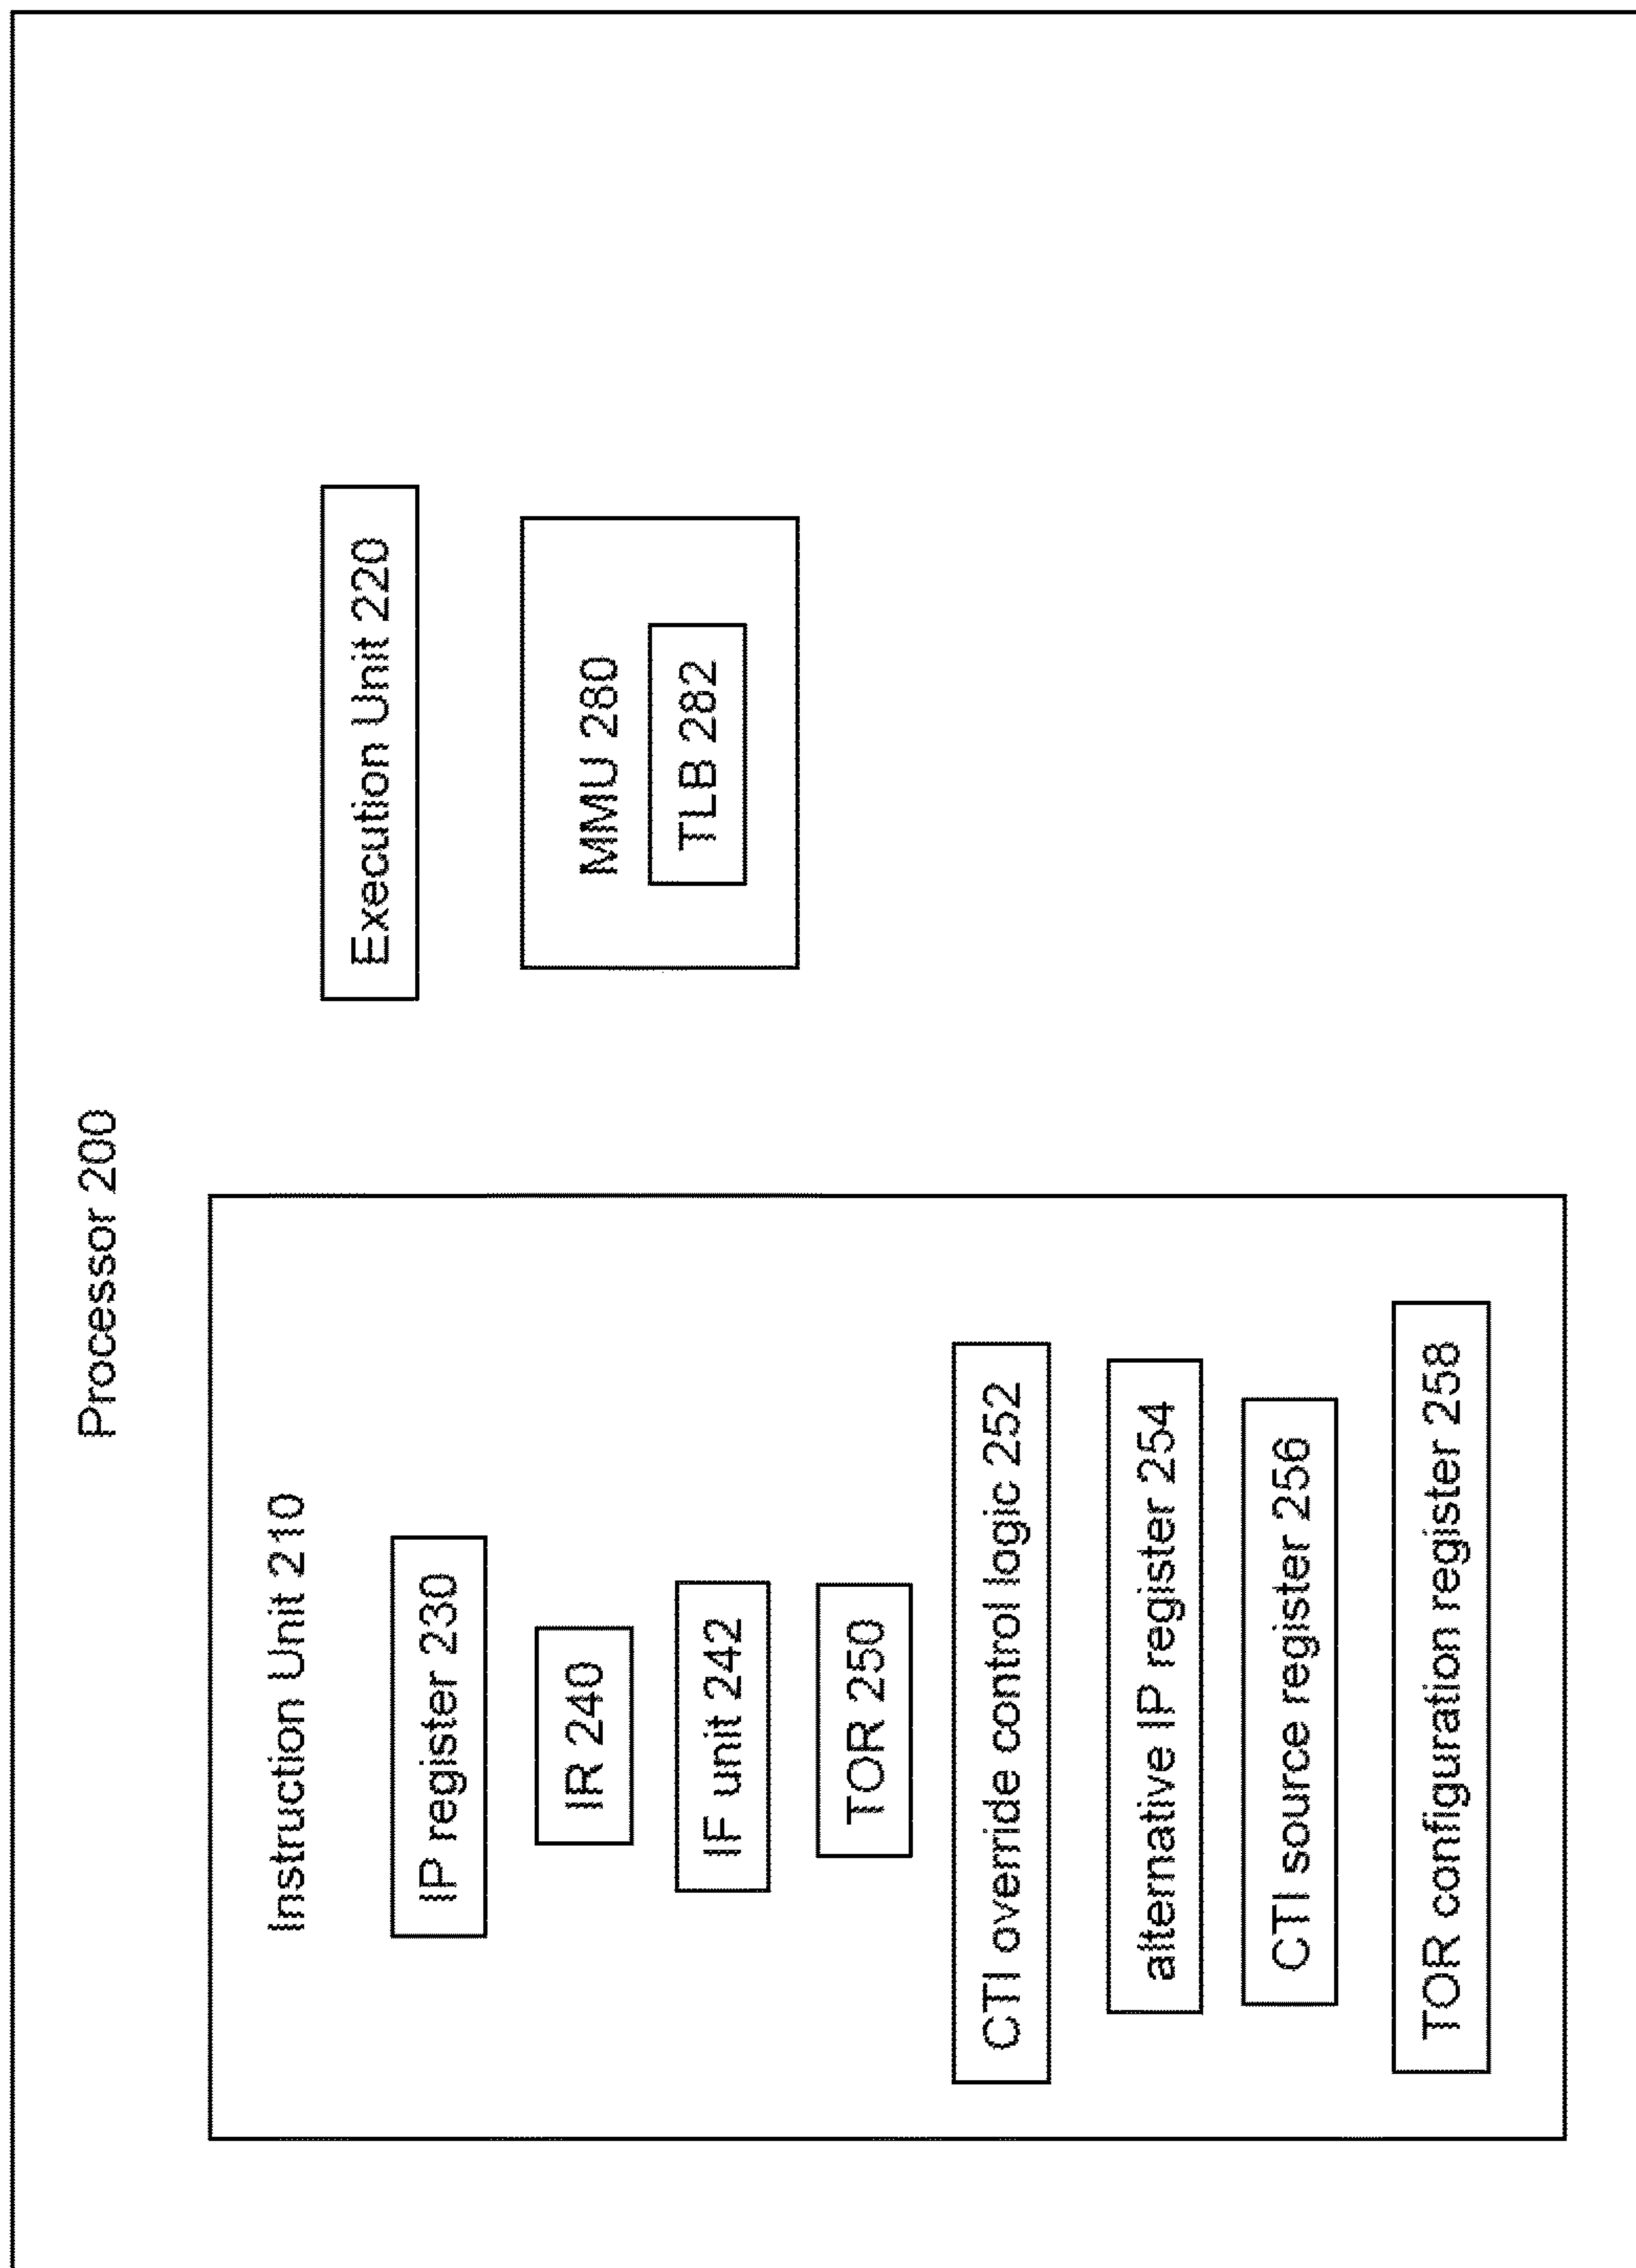 Processor 200
Instruction Unit 210
IP register 230
IR 240
IF unit 242
TOR 250
CTI override control logic 252
alternative IP register 254
CTI source register 256
TOR configuration register 258
Execution Unit 220
MMU 280
TLB 282